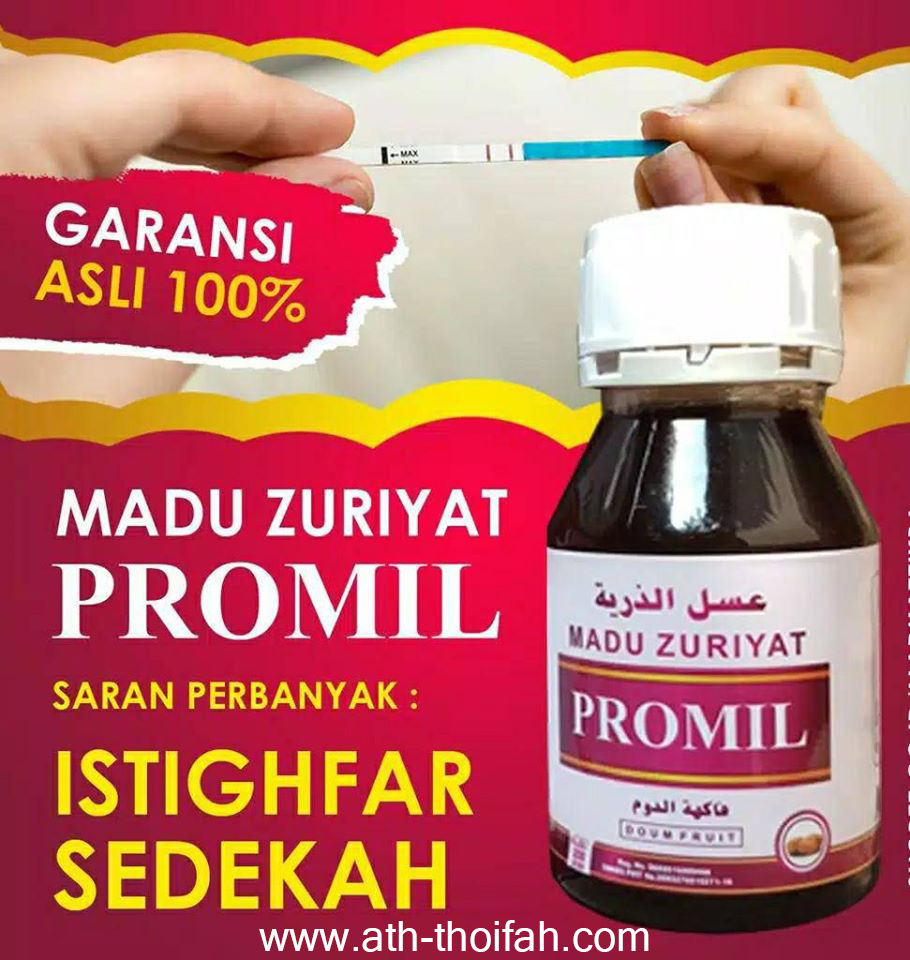 MAX
GARANSI
ASLI 100%
MADU ZURIYAT
PROMIL
SARAN PERBANYAK :
ISTIGHFAR
SEDEKAH
عسل الذرية
MADU ZURIYAT
PROMIL
فاكهة الدوم
DOUM FRUIT
www.ath-thoifah.com